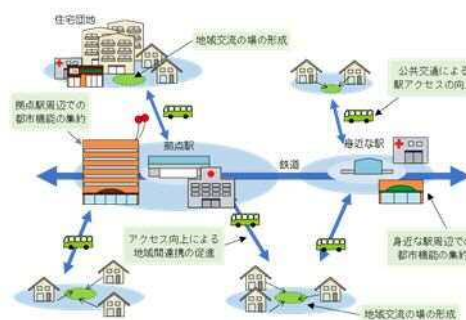 住宅団地
地域交流の場の形成
公共交通による
駅アクセスの向上
拠点駅周辺での
都市機能の集約
拠点駅
身近な駅
鉄道
アクセス向上による
地域間連携の促進
身近な駅周辺での
都市機能の集約
地域交流の場の形成